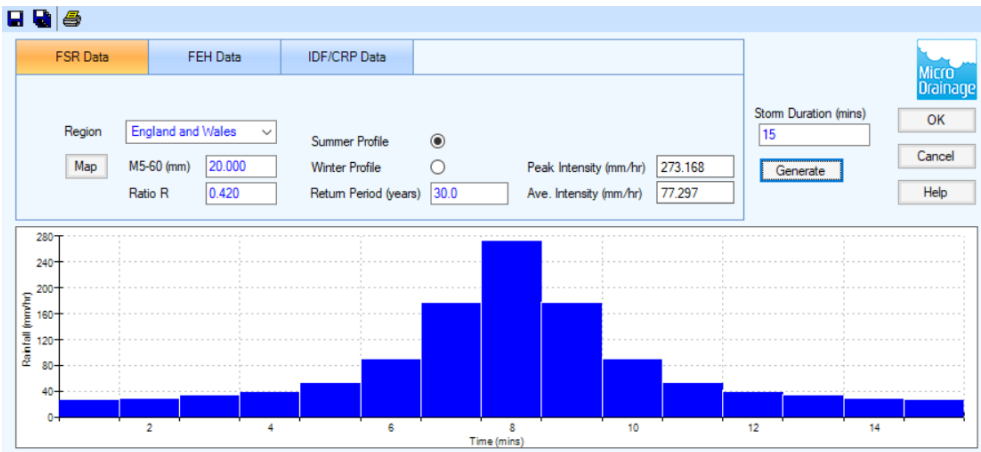 FSR Data FEH Data IDF/CRP Data
Micro
Drainage
Storm Duration (mins)
15
OK
Region England and Wales
Summer Profile
Map M5-60 (mm) 20.000
Winter Profile
Peak Intensity (mm/hr) 273.168
Generate
Cancel
Ratio R 0.420
Return Period (years) 30.0
Ave. Intensity (mm/hr) 77.297
Help
280
240
200
160
120
80
40
0
Rainfall (mm/hr)
2 4 6 8 10 12 14
Time (mins)